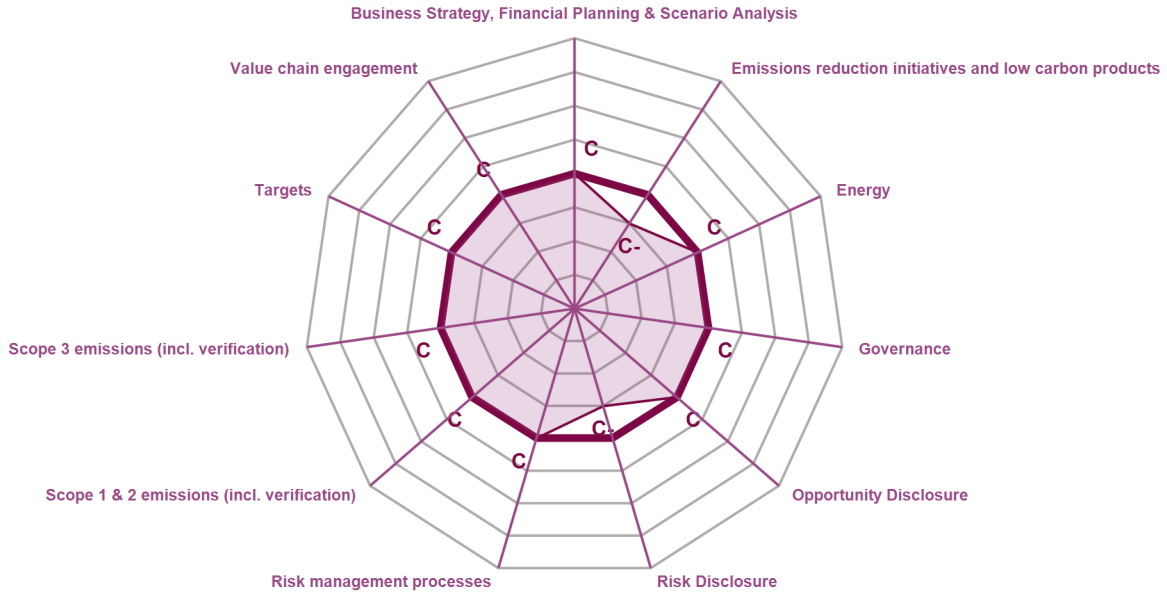 Business Strategy, Financial Planning & Scenario Analysis
Value chain engagement
Emissions reduction initiatives and low carbon products
C
C
Targets
Energy
C
C
C-
Scope 3 emissions (incl. verification)
C
C
Governance
C
C
C-
C
Scope 1 & 2 emissions (incl. verification)
Opportunity Disclosure
Risk management processes
Risk Disclosure